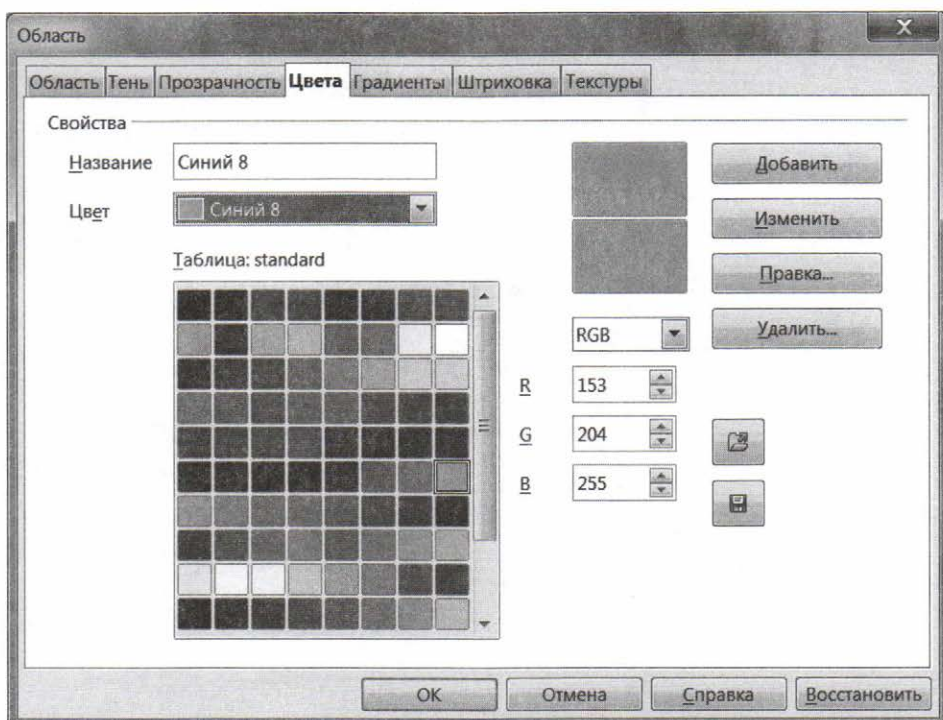 Область
Область Тень Прозрачность Цвета Градиенты Штриховка Текстуры
Свойства
Название Синий 8 Добавить
Цвет Синий 8 Изменить
Таблица: standard Правка...
RGB Удалить...
R 153
G 204
B 255
ОК Отмена Справка Восстановить